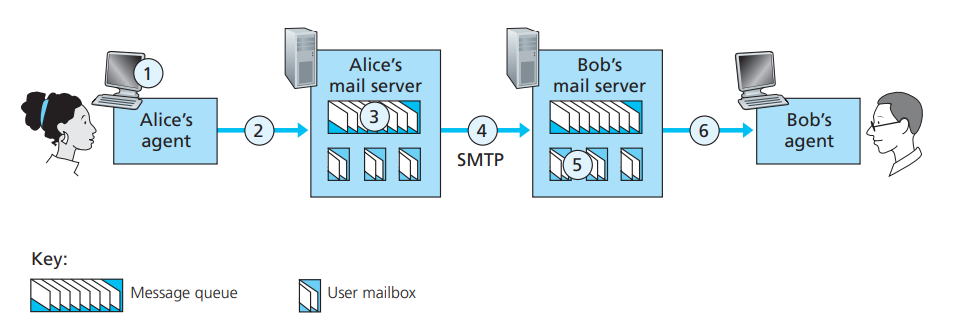 1
Alice's
agent
2
Alice's
mail server
3
4
SMTP
Bob's
mail server
5
6
Bob's
agent
Key:
Message queue
User mailbox